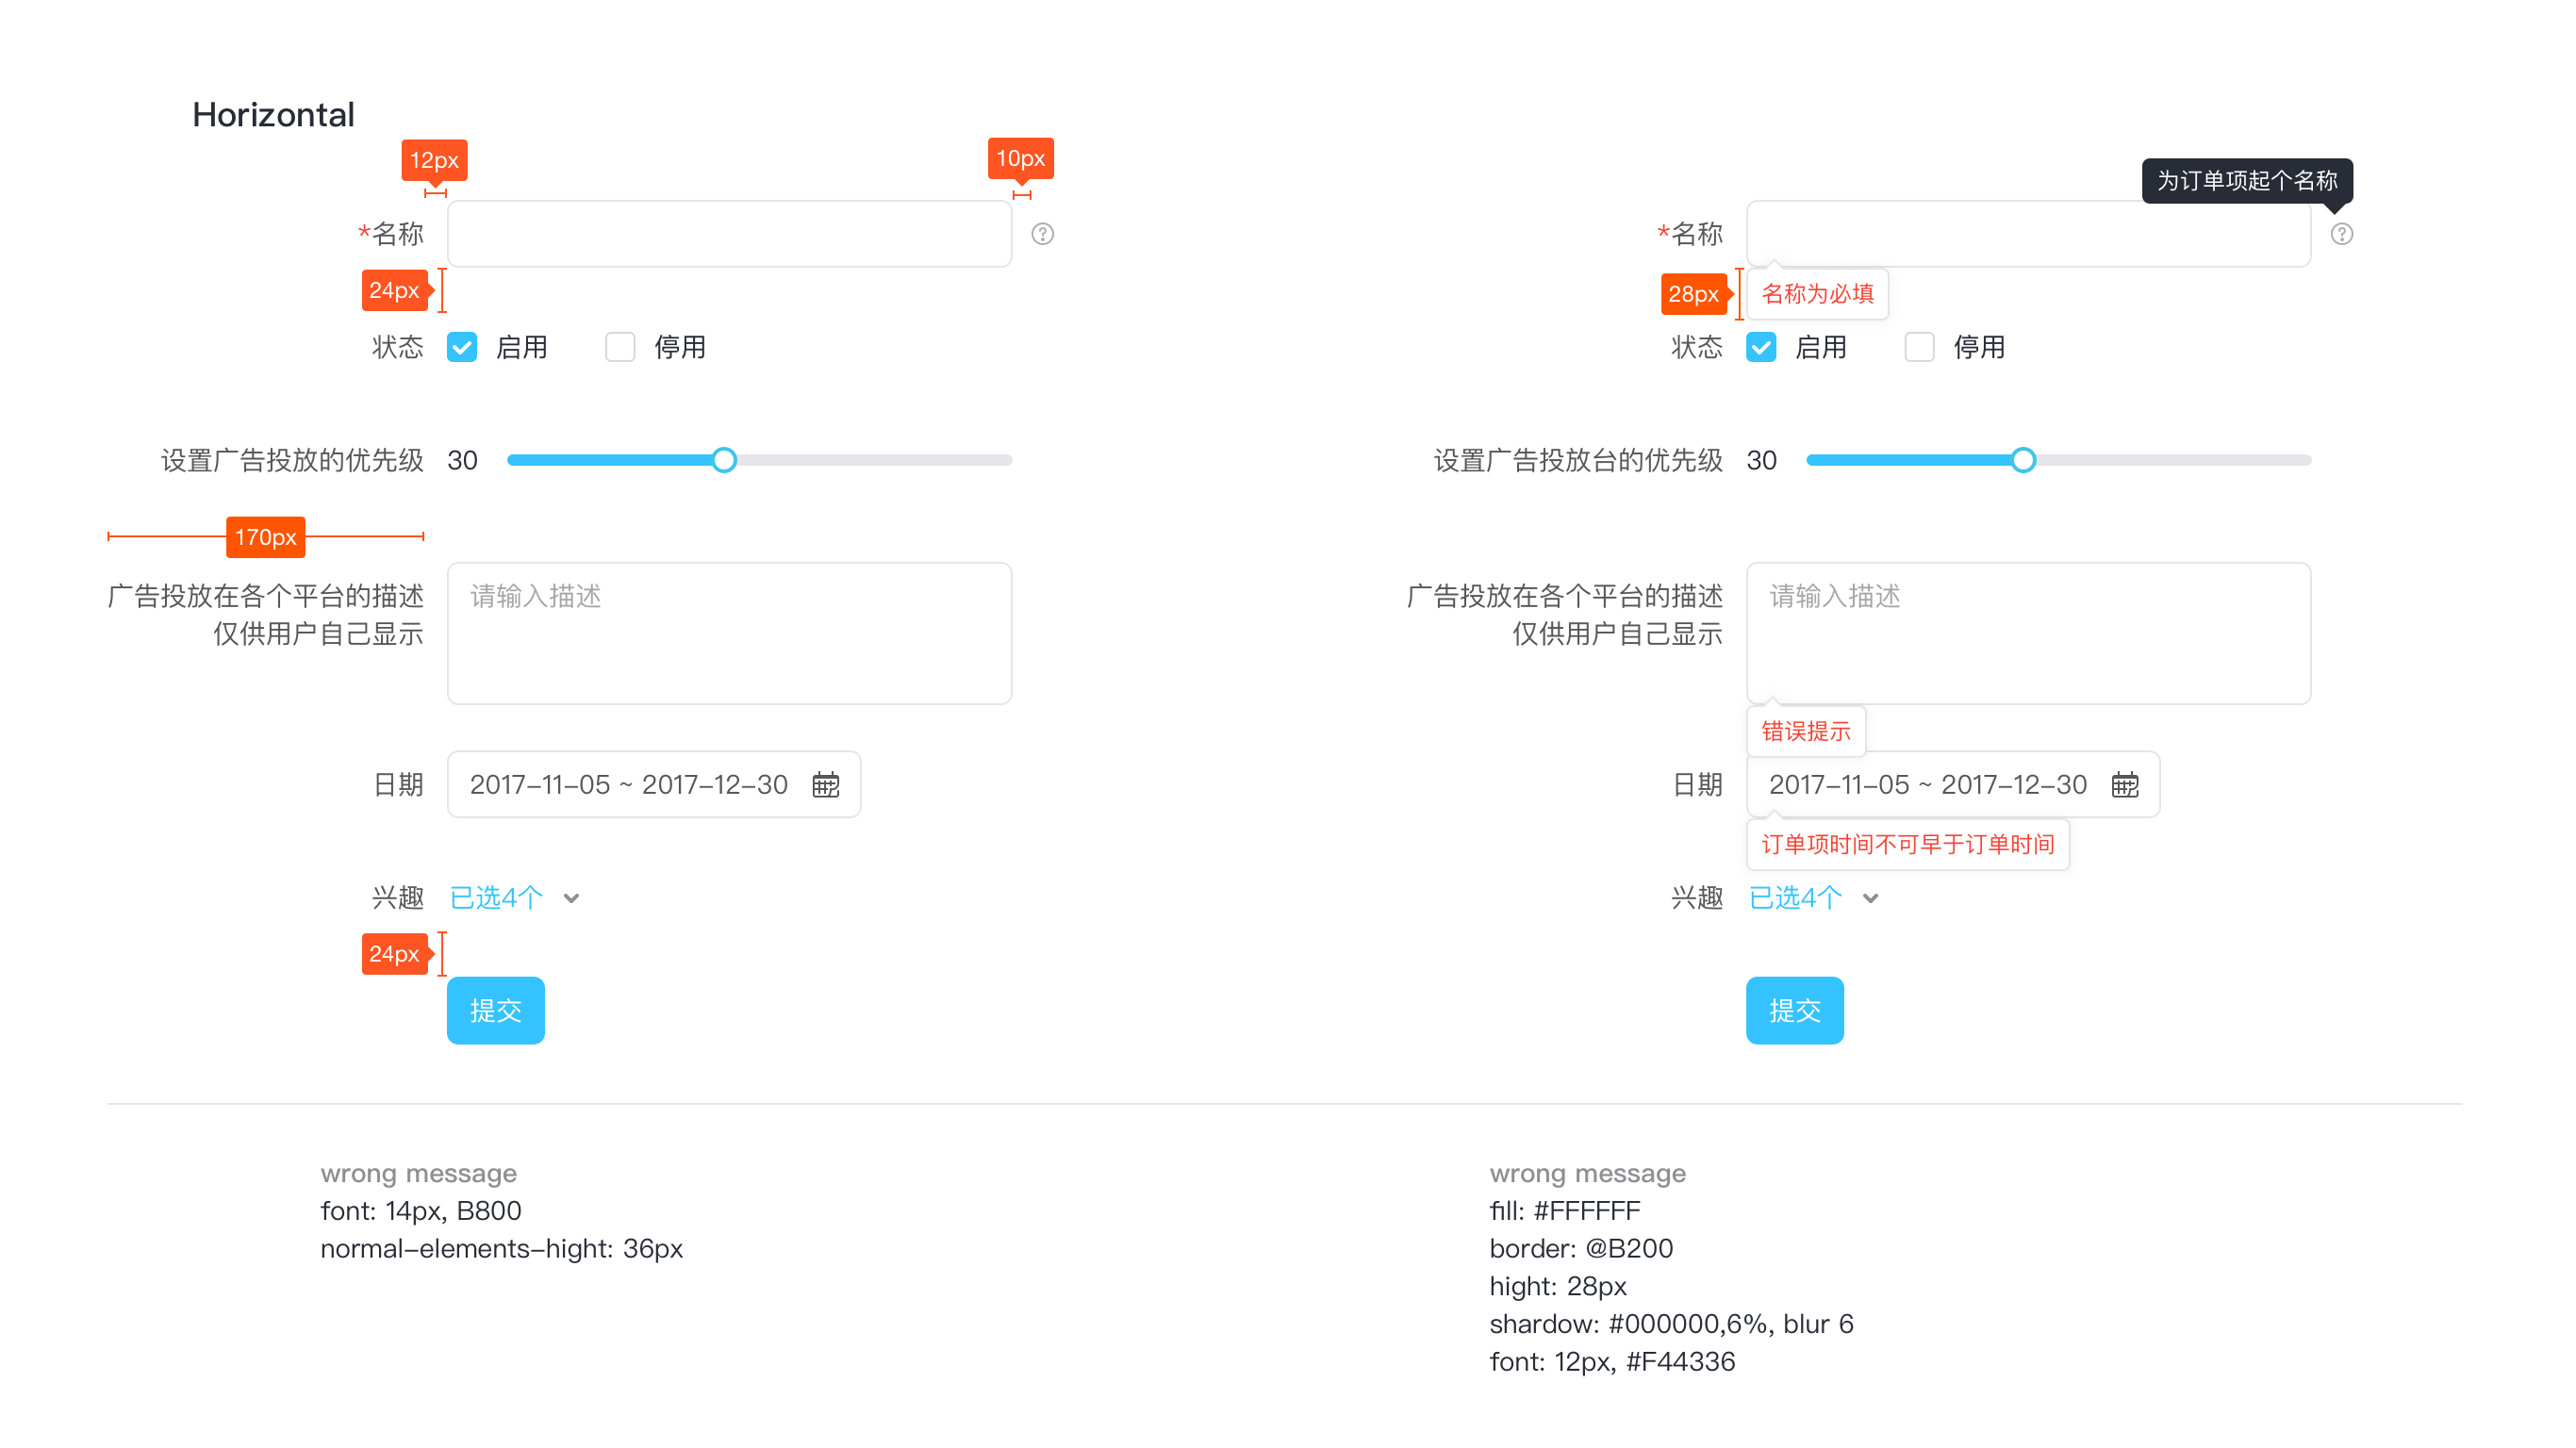 Horizontal
12px
10px
*名称
24px
状态
启用
停用
设置广告投放的优先级
30
170px
广告投放在各个平台的描述
仅供用户自己显示
请输入描述
日期
2017-11-05 ~ 2017-12-30
兴趣
已选4个
24px
提交
为订单项起个名称
*名称
28px
名称为必填
状态
启用
停用
设置广告投放台的优先级
30
广告投放在各个平台的描述
仅供用户自己显示
请输入描述
错误提示
日期
2017-11-05 ~ 2017-12-30
订单项时间不可早于订单时间
兴趣
已选4个
提交
wrong message
font: 14px, B800
normal-elements-hight: 36px
wrong message
fill: #FFFFFF
border: @B200
hight: 28px
shardow: #000000,6%, blur 6
font: 12px, #F44336